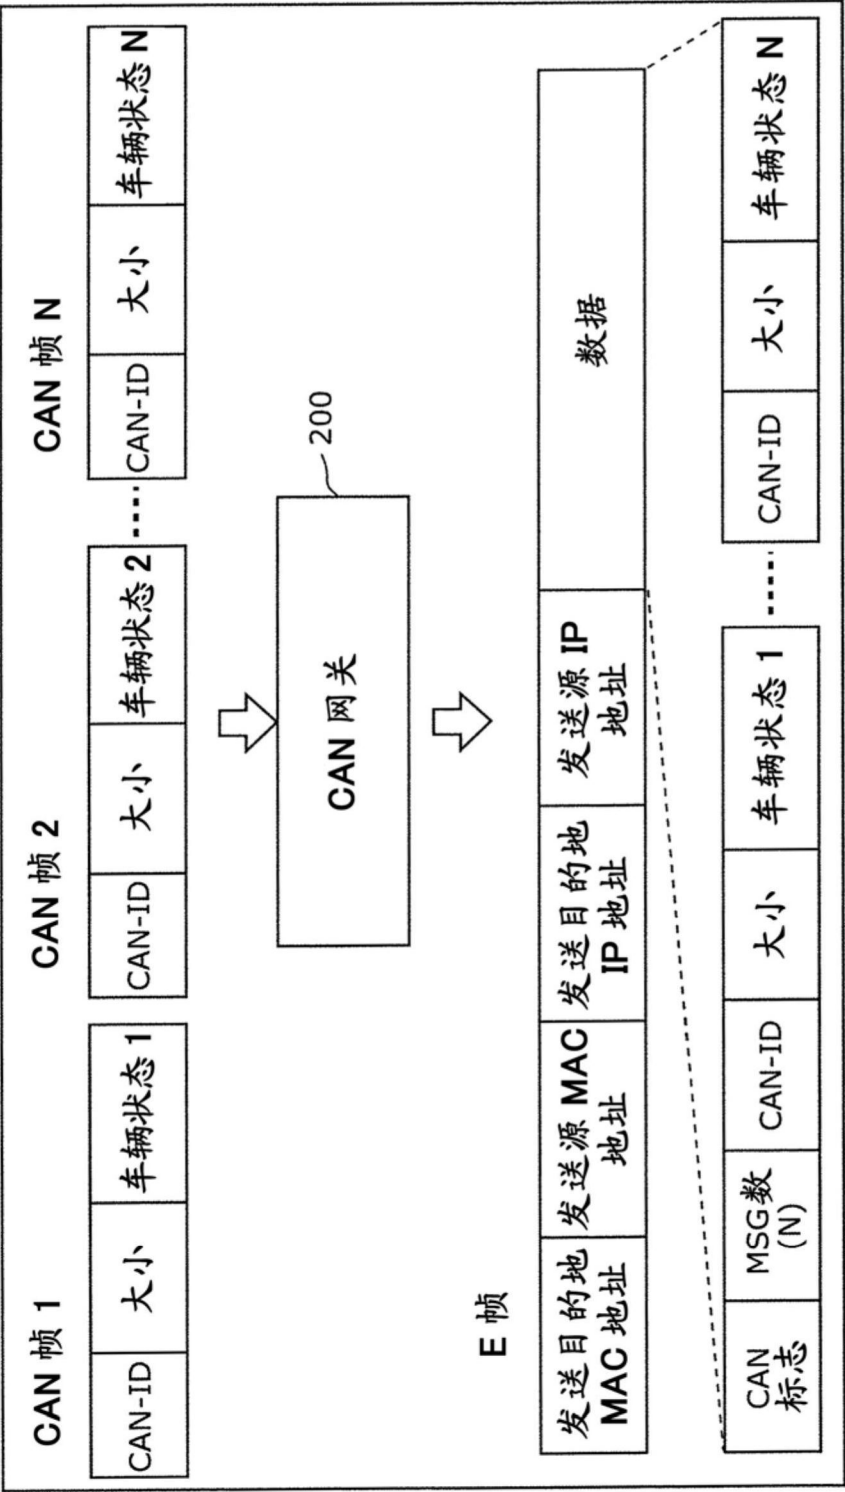 CAN 帧 1
CAN 帧 2
CAN 帧 N
CAN-ID
大小
车辆状态 1
CAN-ID
大小
车辆状态 2
CAN-ID
大小
车辆状态 N
200
CAN 网关
E 帧
发送目的地
MAC 地址
发送源 MAC
地址
发送目的地
IP 地址
发送源 IP
地址
数据
CAN
标志
MSG数
(N)
CAN-ID
大小
车辆状态 1
CAN-ID
大小
车辆状态 N